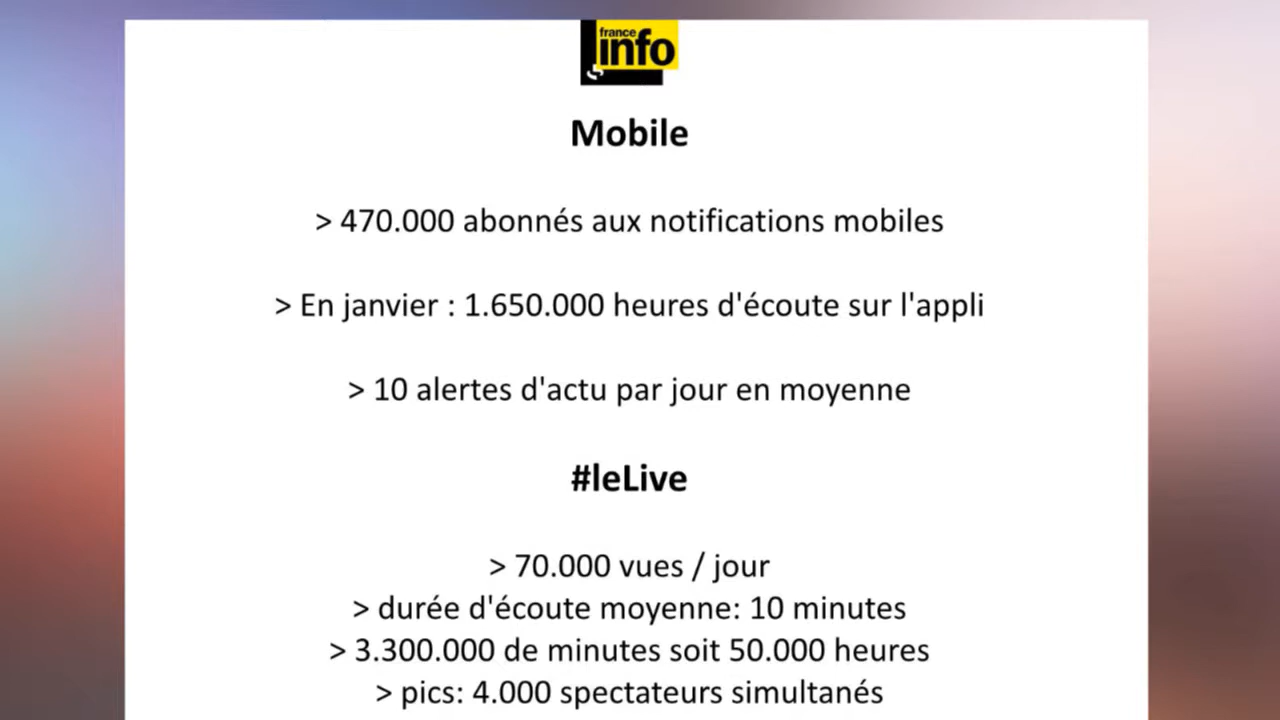 france
info
Mobile
> 470.000 abonnés aux notifications mobiles
> En janvier : 1.650.000 heures d'écoute sur l'appli
> 10 alertes d'actu par jour en moyenne
#leLive
> 70.000 vues / jour
> durée d'écoute moyenne: 10 minutes
> 3.300.000 de minutes soit 50.000 heures
> pics: 4.000 spectateurs simultanés